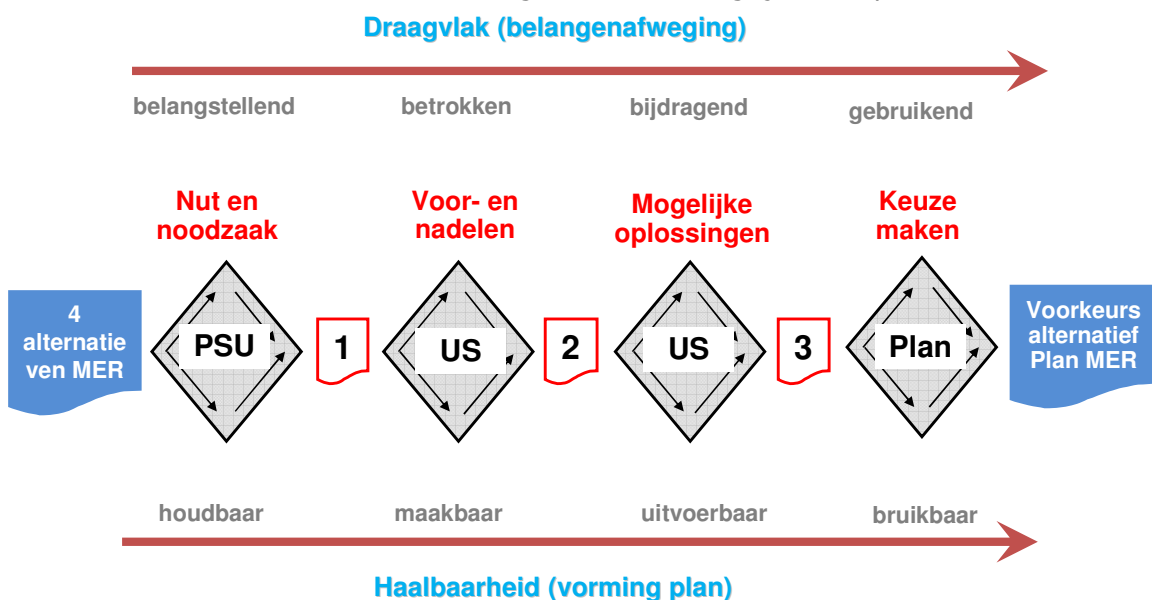 Draagvlak (belangenafweging)
belangstellend
betrokken
bijdragend
gebruikend
Nut en
noodzaak
Voor- en
nadelen
Mogelijke
oplossingen
Keuze
maken
4
alternatie
ven MER
PSU
1
US
2
US
3
Plan
Voorkeurs
alternatief
Plan MER
houdbaar
maakbaar
uitvoerbaar
bruikbaar
Haalbaarheid (vorming plan)